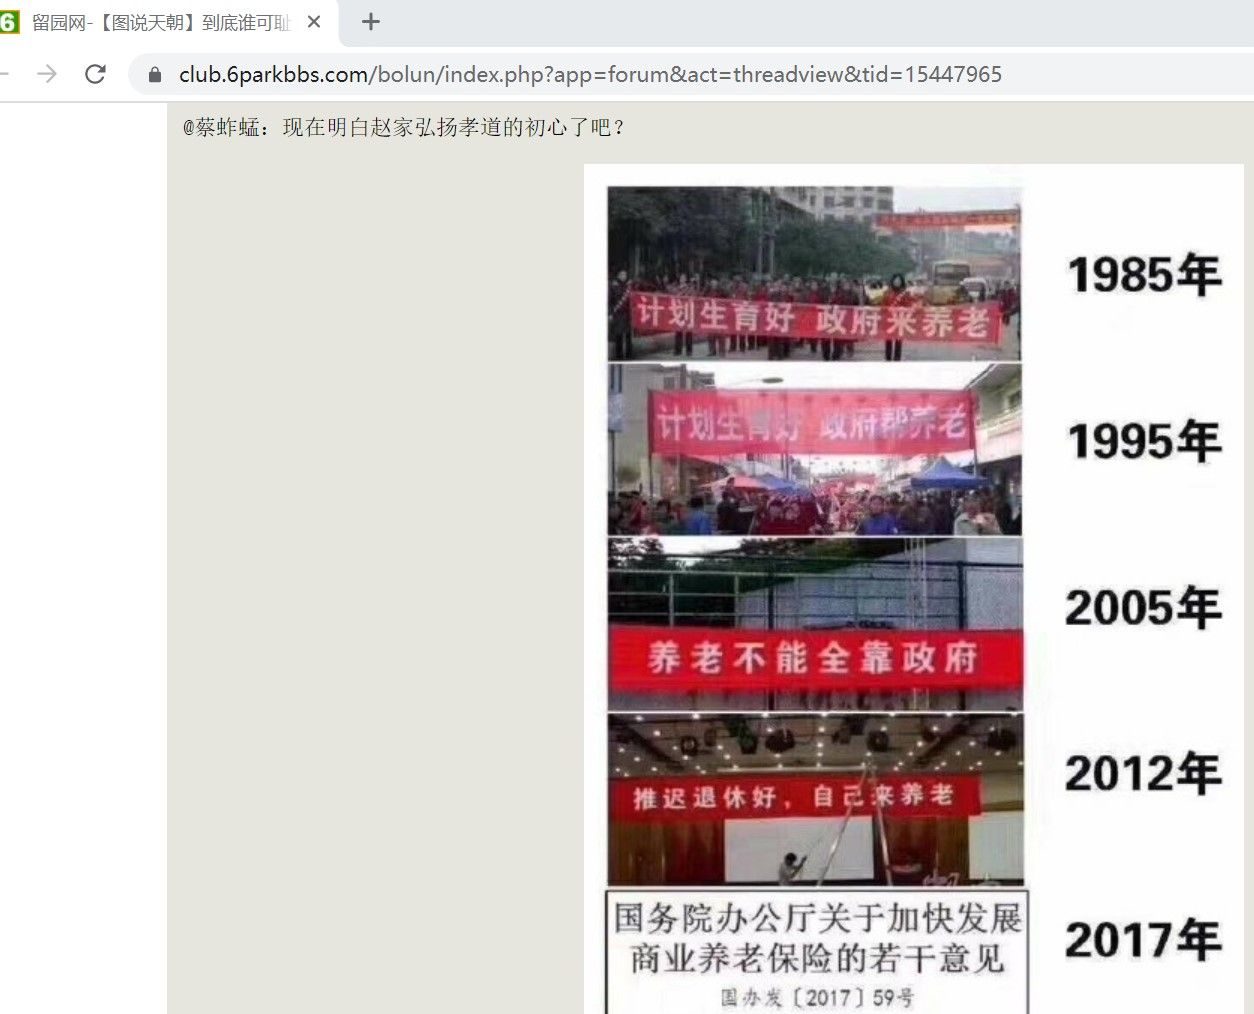 6 留园网-【图说天朝】到底谁可耻
club.6parkbbs.com/bolun/index.php?app=forum&act=threadview&tid=15447965
@蔡蚱蜢：现在明白赵家弘扬孝道的初心了吧？
计划生育好 政府来养老
1985年
计划生育好 政府帮养老
1995年
养老不能全靠政府
2005年
推迟退休好，自己来养老
2012年
国务院办公厅关于加快发展
商业养老保险的若干意见
国办发〔2017〕59号
2017年